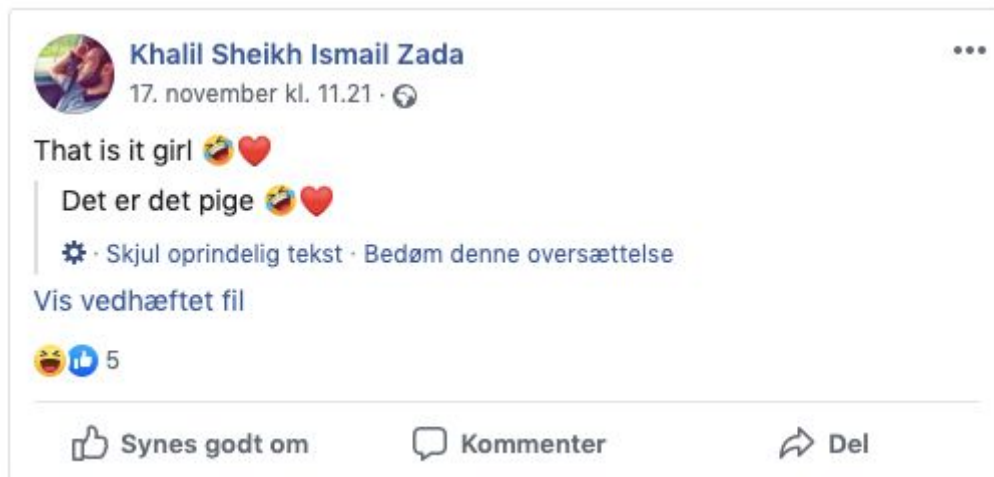 Khalil Sheikh Ismail Zada
17. november kl. 11.21 ·
That is it girl 🤣❤️
Det er det pige 🤣❤️
· Skjul oprindelig tekst · Bedøm denne oversættelse
Vis vedhæftet fil
5
Synes godt om Kommenter Del